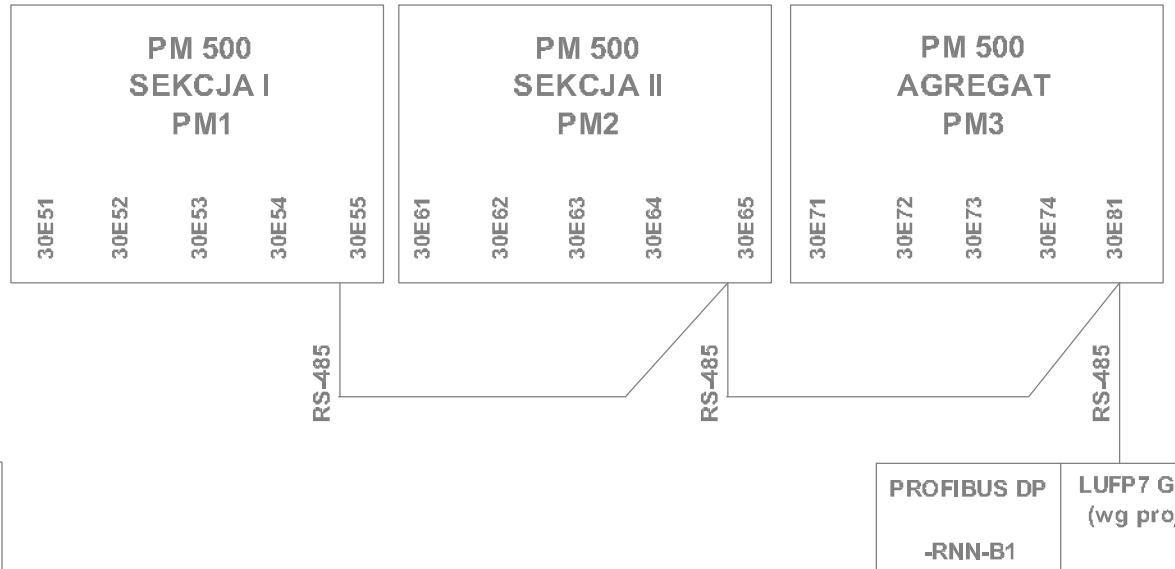 PM 500
SEKCJA I
PM1
30E51
30E52
30E53
30E54
30E55
PM 500
SEKCJA II
PM2
30E61
30E62
30E63
30E64
30E65
PM 500
AGREGAT
PM3
30E71
30E72
30E73
30E74
30E81
RS-485
RS-485
RS-485
PROFIBUS DP
-RNN-B1
LUFP7 G
(wg pro